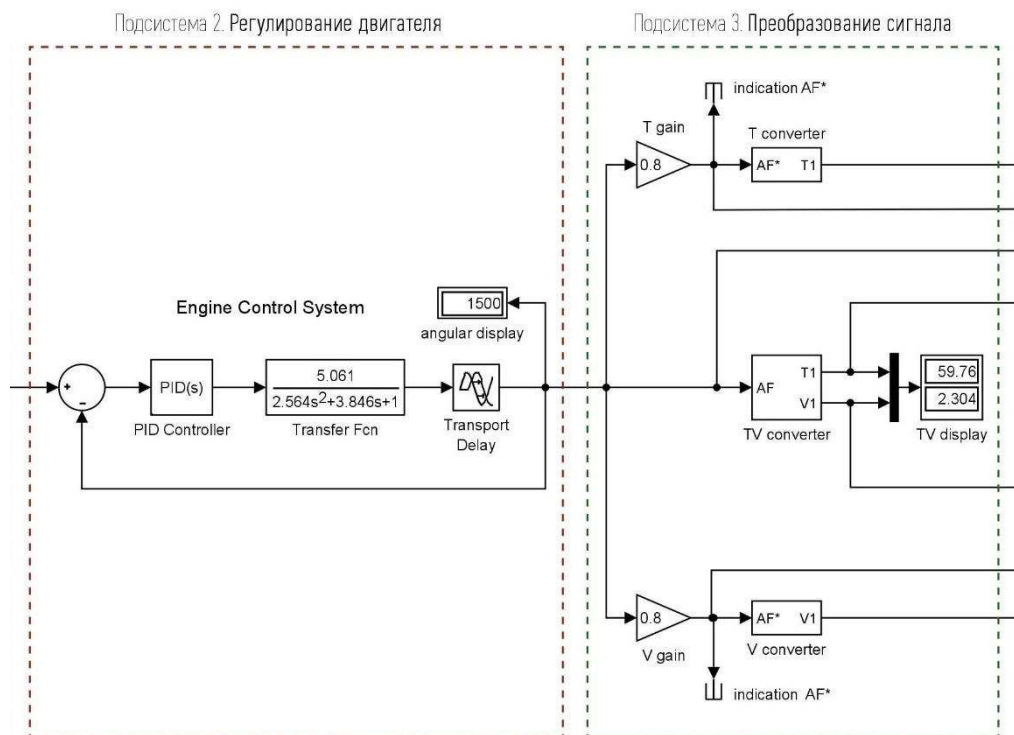 Подсистема 2. Регулирование двигателя
Подсистема 3. Преобразование сигнала
Engine Control System
+
−
PID(s)
PID Controller
5.061
2.564s²+3.846s+1
Transfer Fcn
Transport
Delay
1500
angular display
indication AF*
T gain
0.8
T converter
AF* T1
AF T1
V1
TV converter
59.76
2.304
TV display
0.8
V gain
AF* V1
V converter
indication AF*